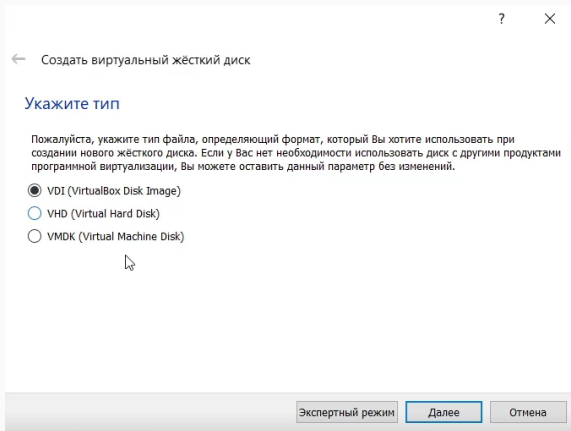 ?
Создать виртуальный жёсткий диск
Укажите тип
Пожалуйста, укажите тип файла, определяющий формат, который Вы хотите использовать при
создании нового жёсткого диска. Если у Вас нет необходимости использовать диск с другими продуктами
программной виртуализации, Вы можете оставить данный параметр без изменений.
VDI (VirtualBox Disk Image)
VHD (Virtual Hard Disk)
VMDK (Virtual Machine Disk)
Экспертный режим Далее Отмена